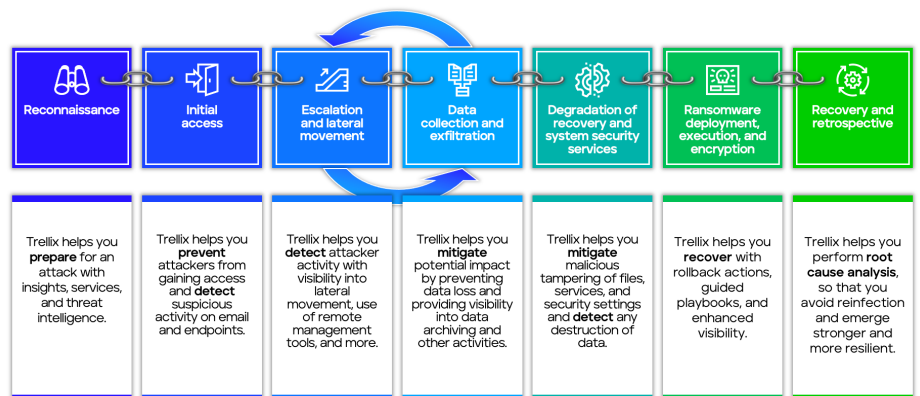 Reconnaissance
Initial
access
Escalation
and lateral
movement
Data
collection and
exfiltration
Degradation of
recovery and
system security
services
Ransomware
deployment,
execution, and
encryption
Recovery and
retrospective
Trellix helps you
prepare for an
attack with
insights, services,
and threat
intelligence.
Trellix helps you
prevent
attackers from
gaining access
and detect
suspicious
activity on email
and endpoints.
Trellix helps you
detect attacker
activity with
visibility into
lateral
movement, use
of remote
management
tools, and more.
Trellix helps you
mitigate
potential impact
by preventing
data loss and
providing visibility
into data
archiving and
other activities.
Trellix helps you
mitigate
malicious
tampering of files,
services, and
security settings
and detect any
destruction of
data.
Trellix helps you
recover with
rollback actions,
guided
playbooks, and
enhanced
visibility.
Trellix helps you
perform root
cause analysis,
so that you
avoid reinfection
and emerge
stronger and
more resilient.